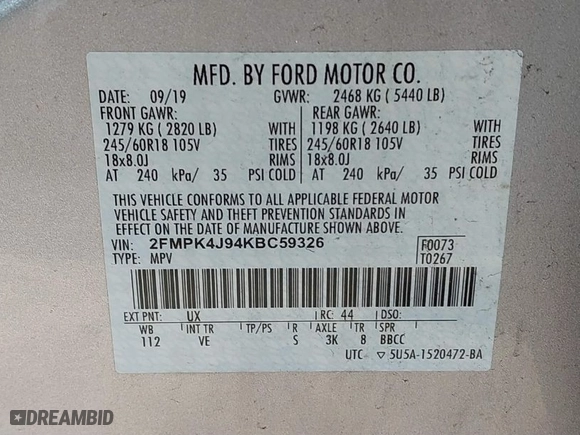 MFD. BY FORD MOTOR CO.
DATE: 09/19 GVWR: 2468 KG ( 5440 LB)
FRONT GAWR: REAR GAWR:
1279 KG ( 2820 LB) WITH 1198 KG ( 2640 LB) WITH
245/60R18 105V TIRES 245/60R18 105V TIRES
18x8.0J RIMS 18x8.0J RIMS
AT 240 kPa/ 35 PSI COLD AT 240 kPa/ 35 PSI COLD
THIS VEHICLE CONFORMS TO ALL APPLICABLE FEDERAL MOTOR
VEHICLE SAFETY AND THEFT PREVENTION STANDARDS IN
EFFECT ON THE DATE OF MANUFACTURE SHOWN ABOVE.
VIN: 2FMPK4J94KBC59326 F0073
TYPE: MPV T0267
EXT PNT: UX RC: 44 DSO:
WB INT TR TP/PS R AXLE TR SPR
112 VE S 3K 8 BBCC
UTC ▽ 5U5A-1520472-BA
DREAMBID